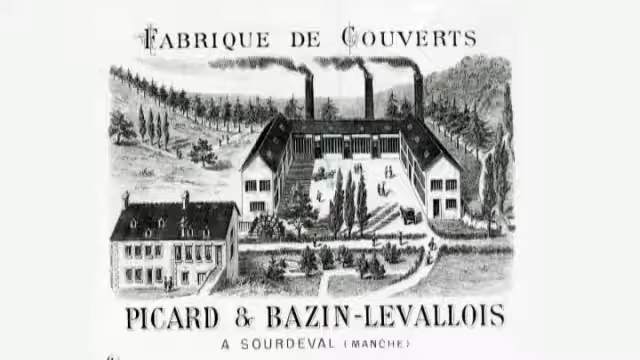 FABRIQUE DE COUVERTS
PICARD & BAZIN-LEVALLOIS
A SOURDEVAL (MANCHE)